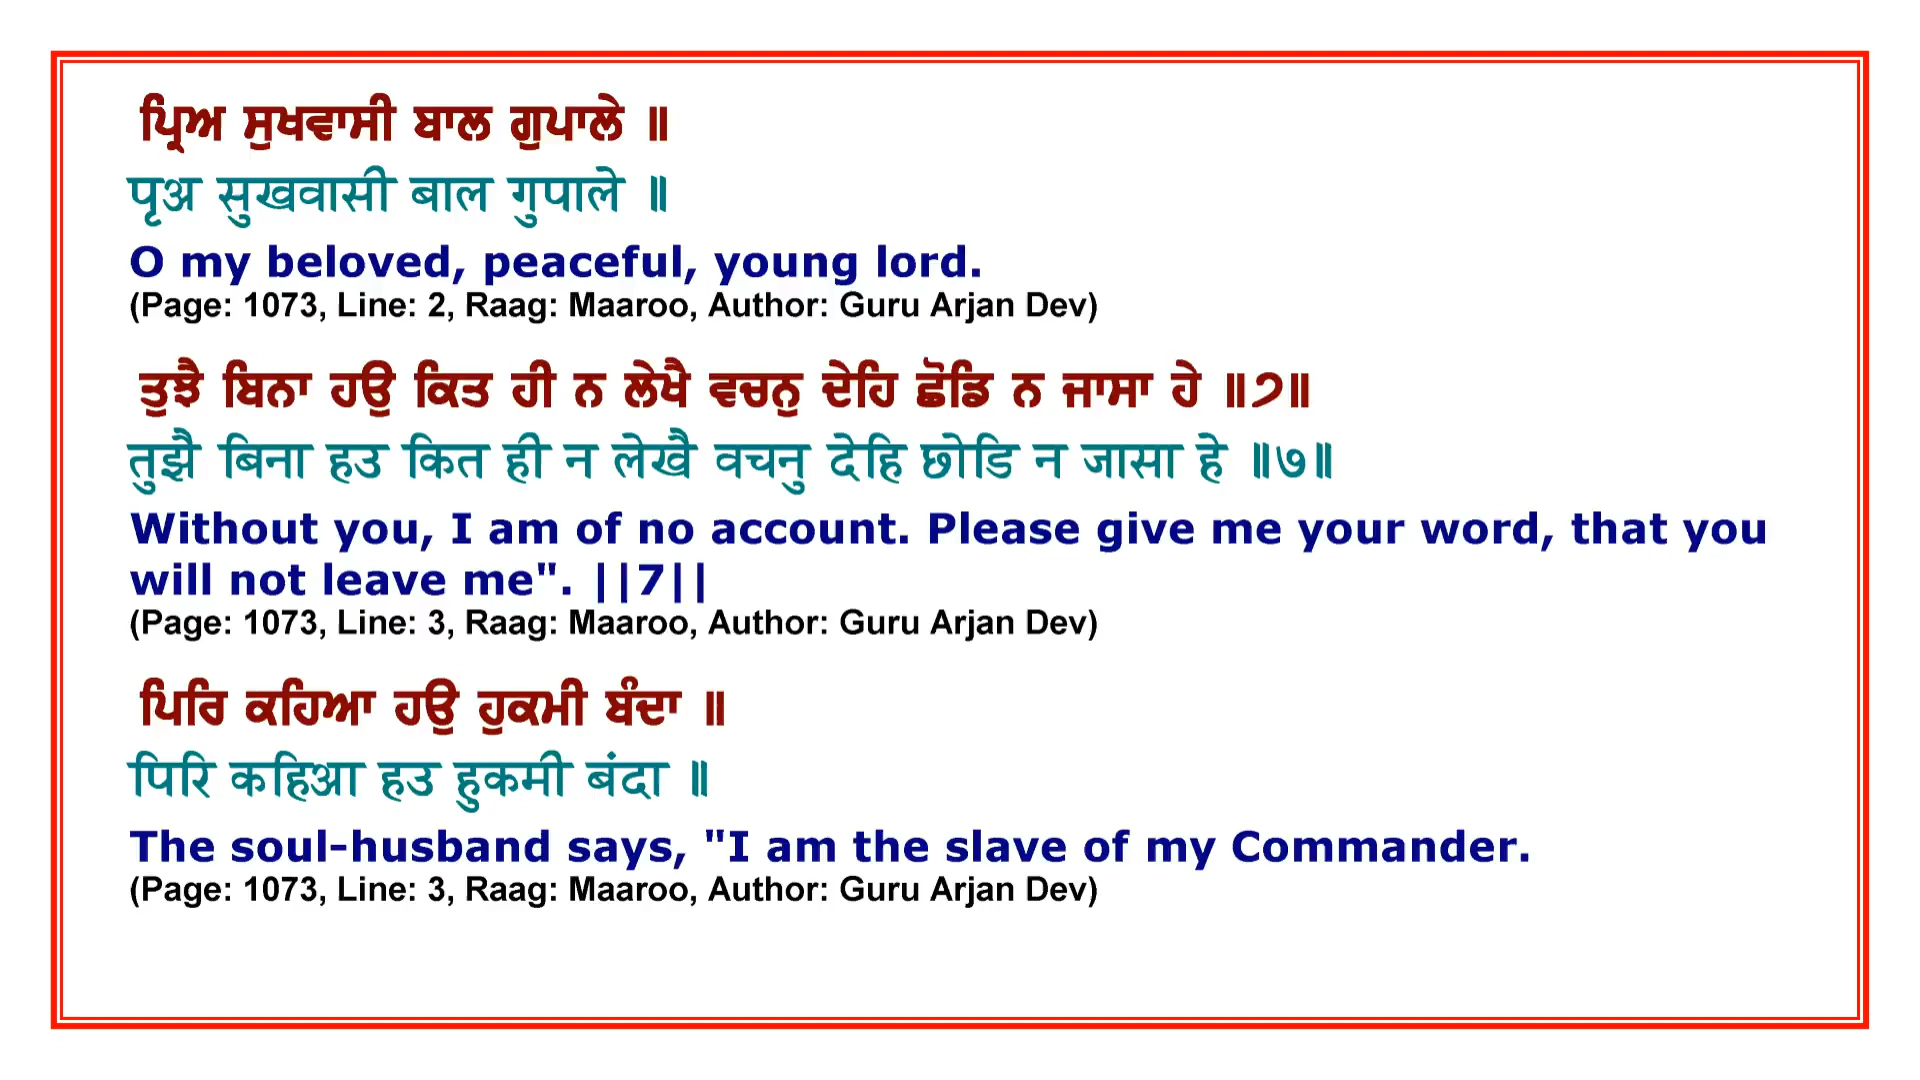 ਪ੍ਰਿਅ ਸੁਖਵਾਸੀ ਬਾਲ ਗੁਪਾਲੇ ॥
पृअ सुखवासी बाल गुपाले ॥
O my beloved, peaceful, young lord.
(Page: 1073, Line: 2, Raag: Maaroo, Author: Guru Arjan Dev)
ਤੁਝੈ ਬਿਨਾ ਹਉ ਕਿਤ ਹੀ ਨ ਲੇਖੈ ਵਚਨੁ ਦੇਹਿ ਛੋਡਿ ਨ ਜਾਸਾ ਹੇ ॥੭॥
तुझै बिना हउ कित ही न लेखै वचनु देहि छोडि न जासा हे ॥७॥
Without you, I am of no account. Please give me your word, that you
will not leave me". ||7||
(Page: 1073, Line: 3, Raag: Maaroo, Author: Guru Arjan Dev)
ਪਿਰਿ ਕਹਿਆ ਹਉ ਹੁਕਮੀ ਬੰਦਾ ॥
पिरि कहिआ हउ हुकमी बंदा ॥
The soul-husband says, "I am the slave of my Commander.
(Page: 1073, Line: 3, Raag: Maaroo, Author: Guru Arjan Dev)